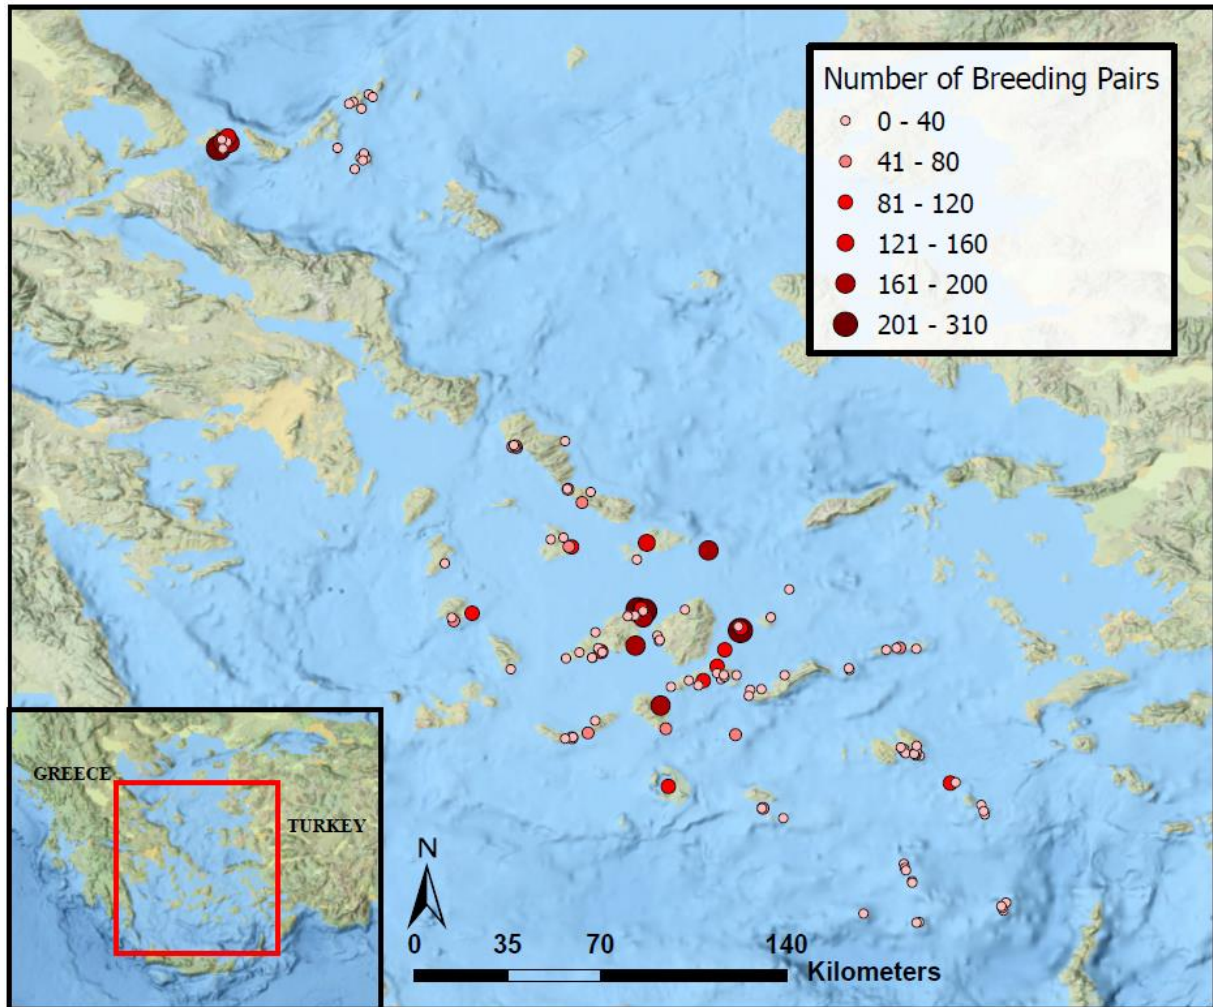 Number of Breeding Pairs
0 - 40
41 - 80
81 - 120
121 - 160
161 - 200
201 - 310
GREECE
TURKEY
N
0 35 70 140
Kilometers